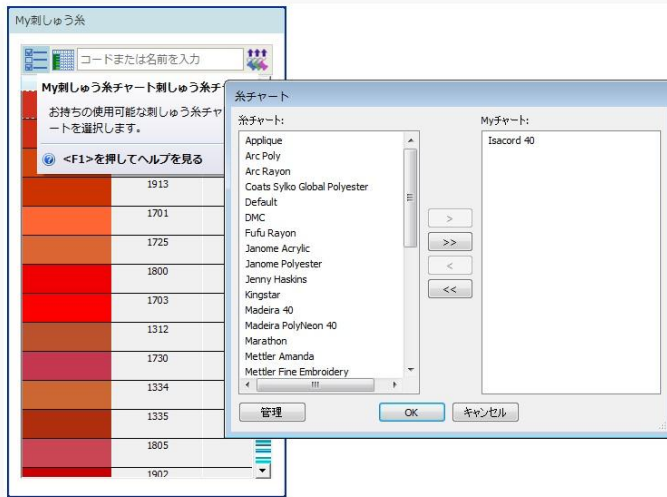 My刺しゅう糸
コードまたは名前を入力
My刺しゅう糸チャート刺しゅう糸チ
お持ちの使用可能な刺しゅう糸チャ
ートを選択します。
<F1>を押してヘルプを見る
1913
1701
1725
1800
1703
1312
1730
1334
1335
1805
1902
糸チャート
糸チャート:
Applique
Arc Poly
Arc Rayon
Coats Sylko Global Polyester
Default
DMC
Fufu Rayon
Janome Acrylic
Janome Polyester
Jenny Haskins
Kingstar
Madeira 40
Madeira PolyNeon 40
Marathon
Mettler Amanda
Mettler Fine Embroidery
>
>>
<
<<
Myチャート:
Isacord 40
管理
OK
キャンセル